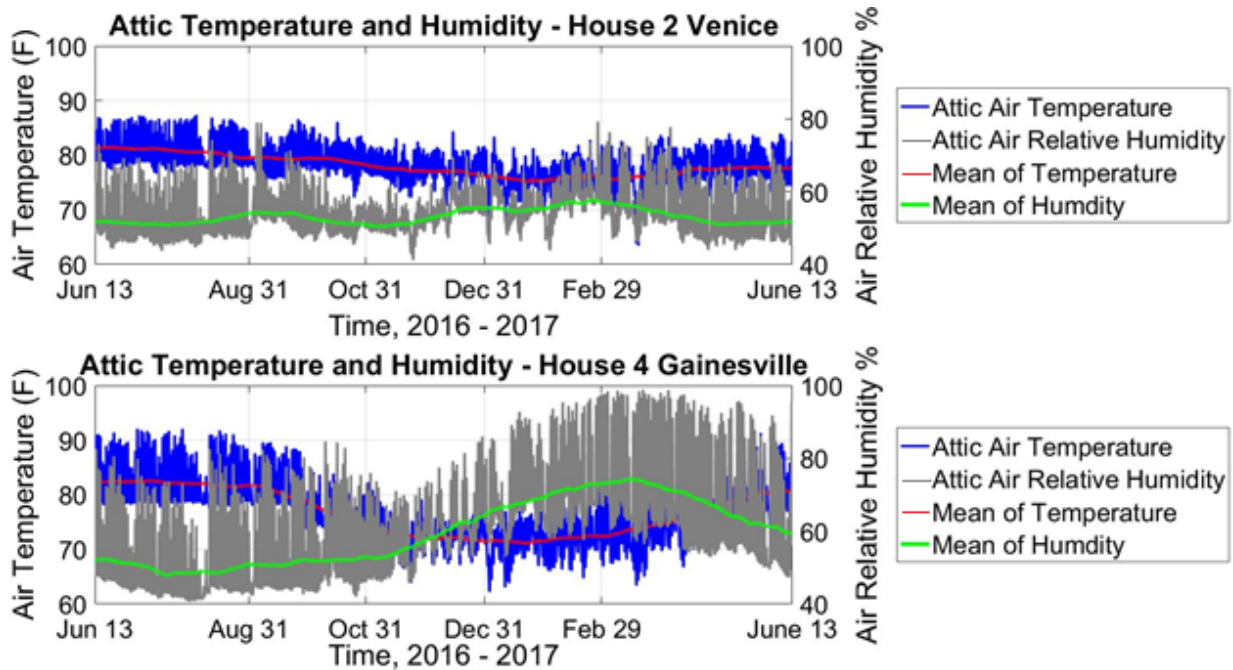 Attic Temperature and Humidity - House 2 Venice
Air Temperature (F)
100
90
80
70
60
100
80
60
40
Air Relative Humidity %
Jun 13 Aug 31 Oct 31 Dec 31 Feb 29 June 13
Time, 2016 - 2017
Attic Air Temperature
Attic Air Relative Humidity
Mean of Temperature
Mean of Humdity
Attic Temperature and Humidity - House 4 Gainesville
Air Temperature (F)
100
90
80
70
60
100
80
60
40
Air Relative Humidity %
Jun 13 Aug 31 Oct 31 Dec 31 Feb 29 June 13
Time, 2016 - 2017
Attic Air Temperature
Attic Air Relative Humidity
Mean of Temperature
Mean of Humdity